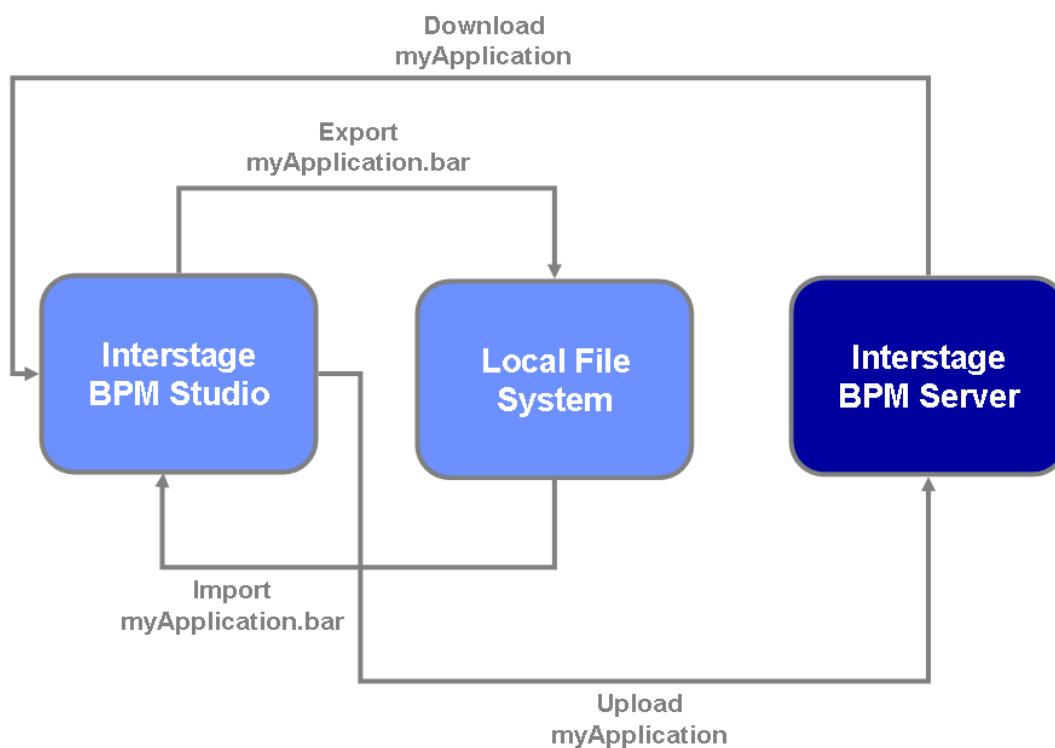 Download
myApplication
Export
myApplication.bar
Interstage
BPM Studio
Local File
System
Interstage
BPM Server
Import
myApplication.bar
Upload
myApplication